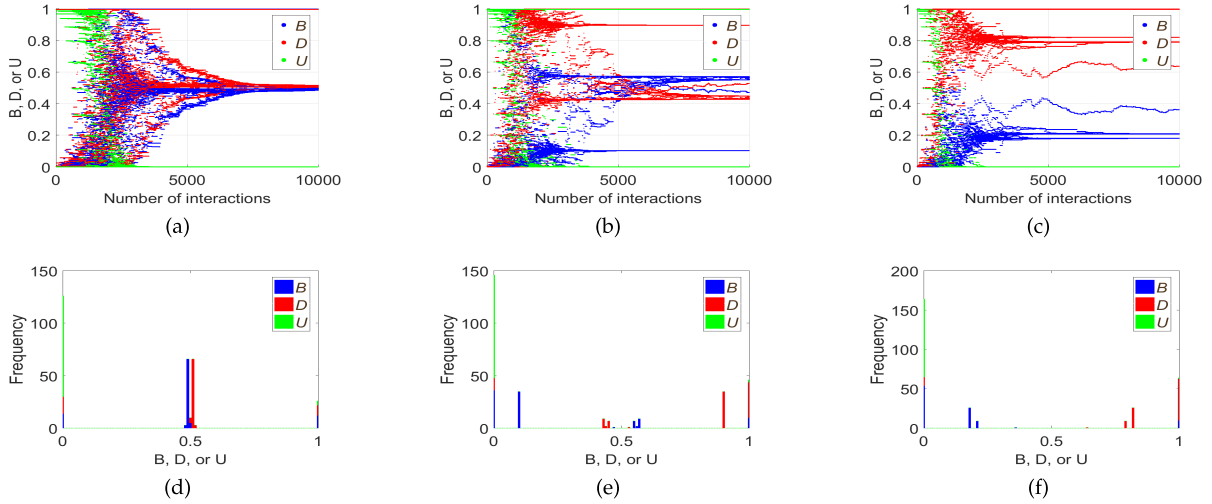 1
0.8
0.6
0.4
0.2
0
B, D, or U
0 5000 10000
Number of interactions
B
D
U
(a)
1
0.8
0.6
0.4
0.2
0
B, D, or U
0 5000 10000
Number of interactions
B
D
U
(b)
1
0.8
0.6
0.4
0.2
0
B, D, or U
0 5000 10000
Number of interactions
B
D
U
(c)
150
100
50
0
Frequency
0 0.5 1
B, D, or U
B
D
U
(d)
150
100
50
0
Frequency
0 0.5 1
B, D, or U
B
D
U
(e)
200
150
100
50
0
Frequency
0 0.5 1
B, D, or U
B
D
U
(f)